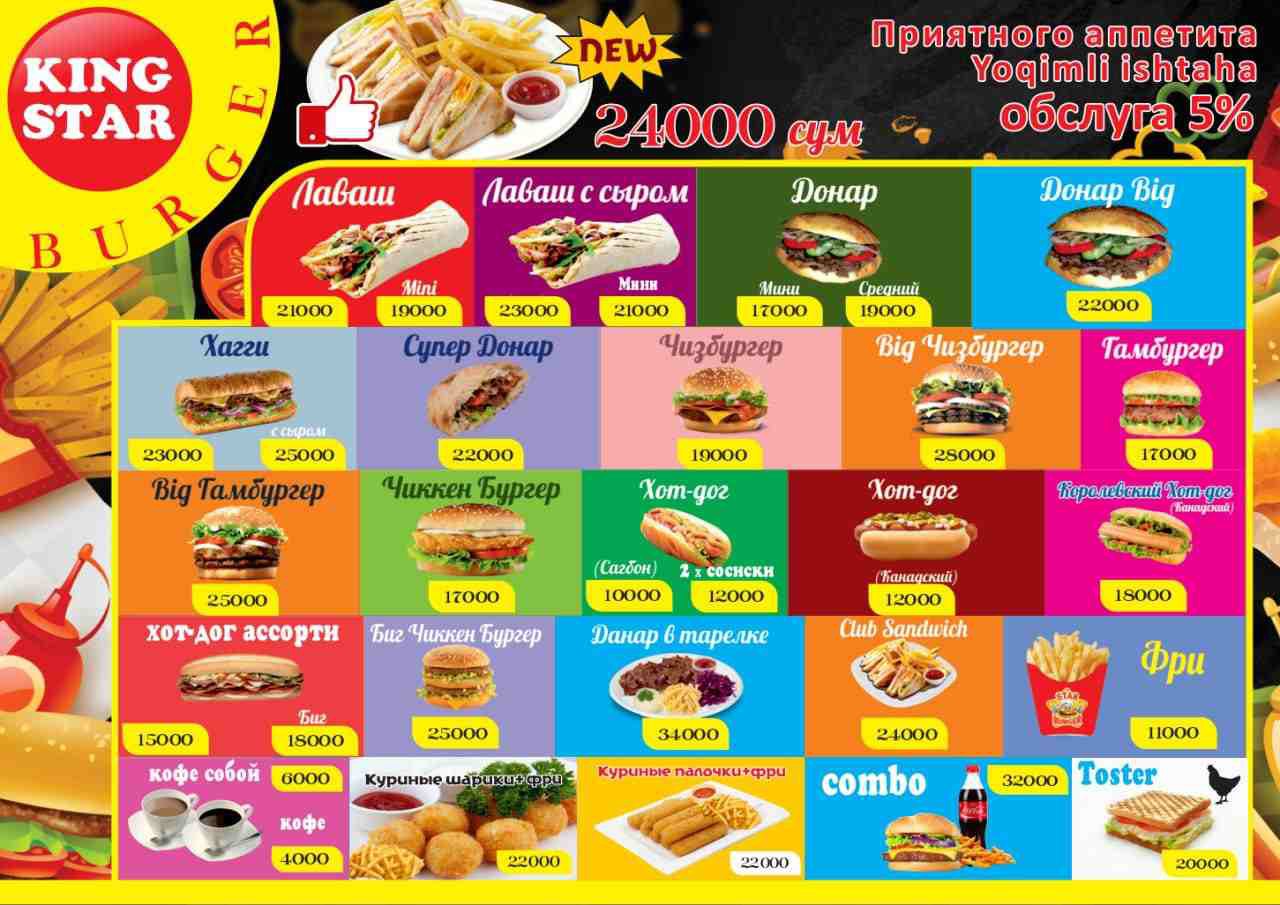 KING
STAR
BURGER
NEW
24000 сум
Приятного аппетита
Yoqimli ishtaha
обслуга 5%
Лаваш
Mini
21000
19000
Лаваш с сыром
Мини
23000
21000
Донар
Мини
Средний
17000
19000
Донар Big
22000
Хагги
с сыром
23000
25000
Супер Донар
22000
Чизбургер
19000
Big Чизбургер
28000
Гамбургер
17000
Big Гамбургер
25000
Чиккен Бургер
17000
Хот-дог
(Сагбон)
2 x сосиски
10000
12000
Хот-дог
(Канадский)
12000
Королевский Хот-дог
(Канадский)
18000
хот-дог ассорти
Биг
15000
18000
Биг Чиккен Бургер
25000
Данар в тарелке
34000
Club Sandwich
24000
Фри
STAR
BURGER
11000
кофе собой
6000
кофе
4000
Куриные шарики+фри
22000
Куриные палочки+фри
22000
combo
32000
Toster
20000